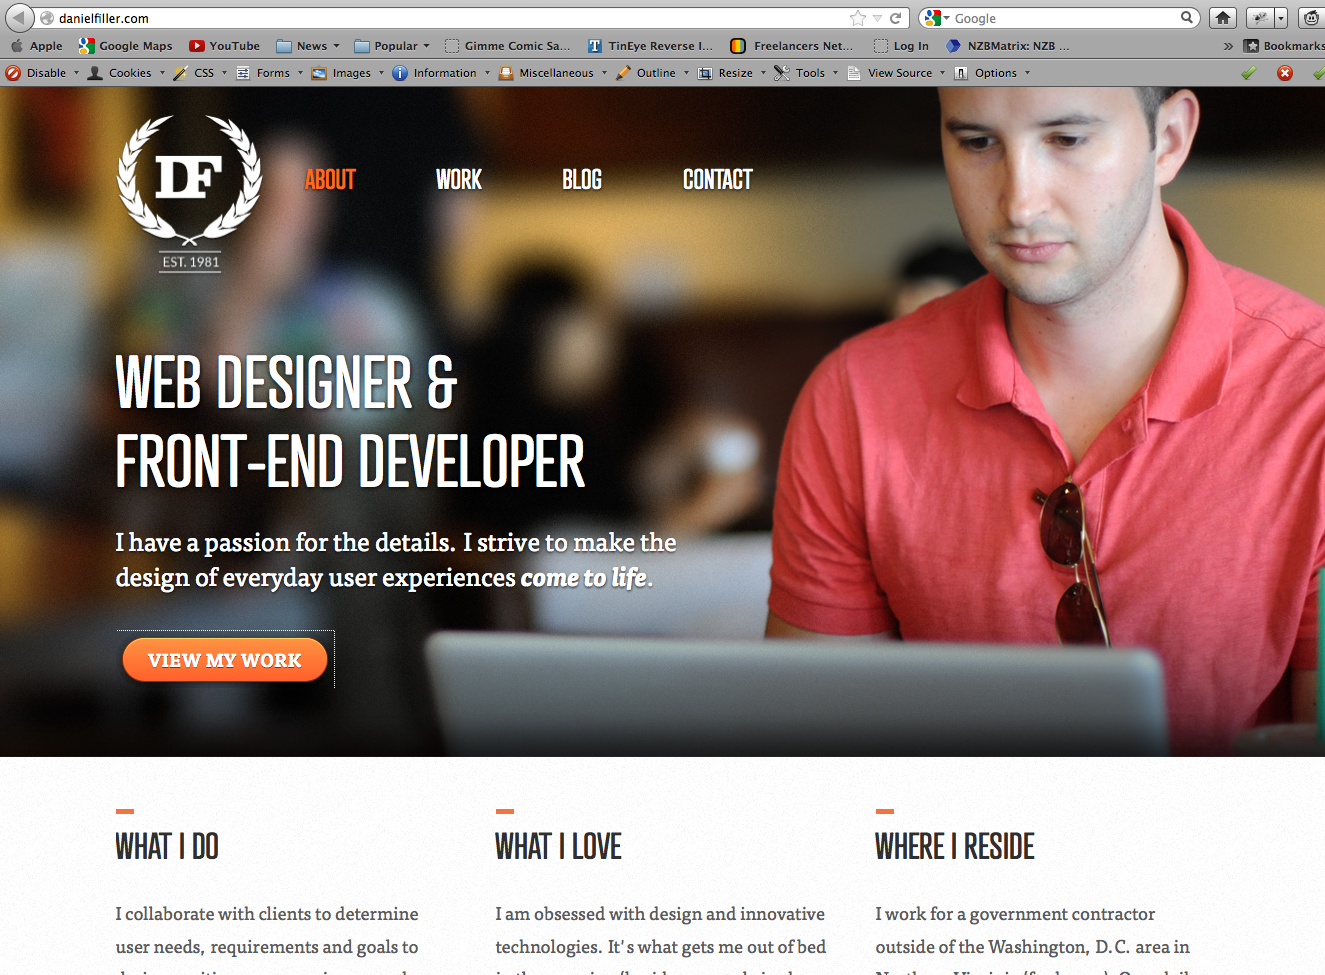 danielfiller.com
Google
Apple Google Maps YouTube News Popular Gimme Comic Sa... TinEye Reverse I... Freelancers Net... Log In NZBMatrix: NZB ... » Bookmarks
Disable Cookies CSS Forms Images Information Miscellaneous Outline Resize Tools View Source Options
DF
EST. 1981
ABOUT WORK BLOG CONTACT
WEB DESIGNER &
FRONT-END DEVELOPER
I have a passion for the details. I strive to make the
design of everyday user experiences come to life.
VIEW MY WORK
WHAT I DO
I collaborate with clients to determine
user needs, requirements and goals to
WHAT I LOVE
I am obsessed with design and innovative
technologies. It's what gets me out of bed
WHERE I RESIDE
I work for a government contractor
outside of the Washington, D.C. area in